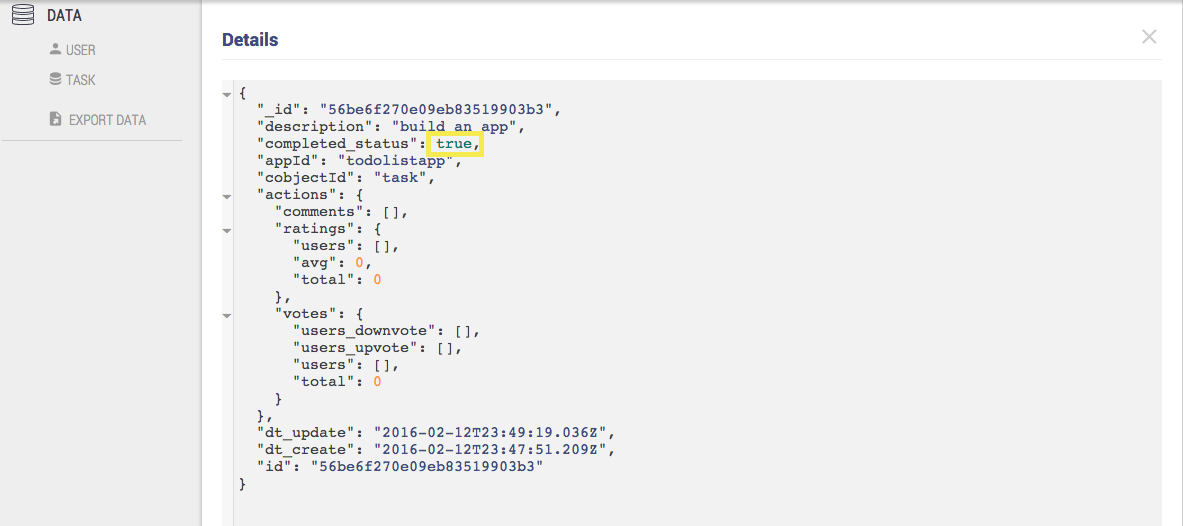 DATA
USER
TASK
EXPORT DATA
Details
{
"_id": "56be6f270e09eb83519903b3",
"description": "build an app",
"completed_status": true,
"appId": "todolistapp",
"cobjectId": "task",
"actions": {
"comments": [],
"ratings": {
"users": [],
"avg": 0,
"total": 0
},
"votes": {
"users_downvote": [],
"users_upvote": [],
"users": [],
"total": 0
}
},
"dt_update": "2016-02-12T23:49:19.036Z",
"dt_create": "2016-02-12T23:47:51.209Z",
"id": "56be6f270e09eb83519903b3"
}